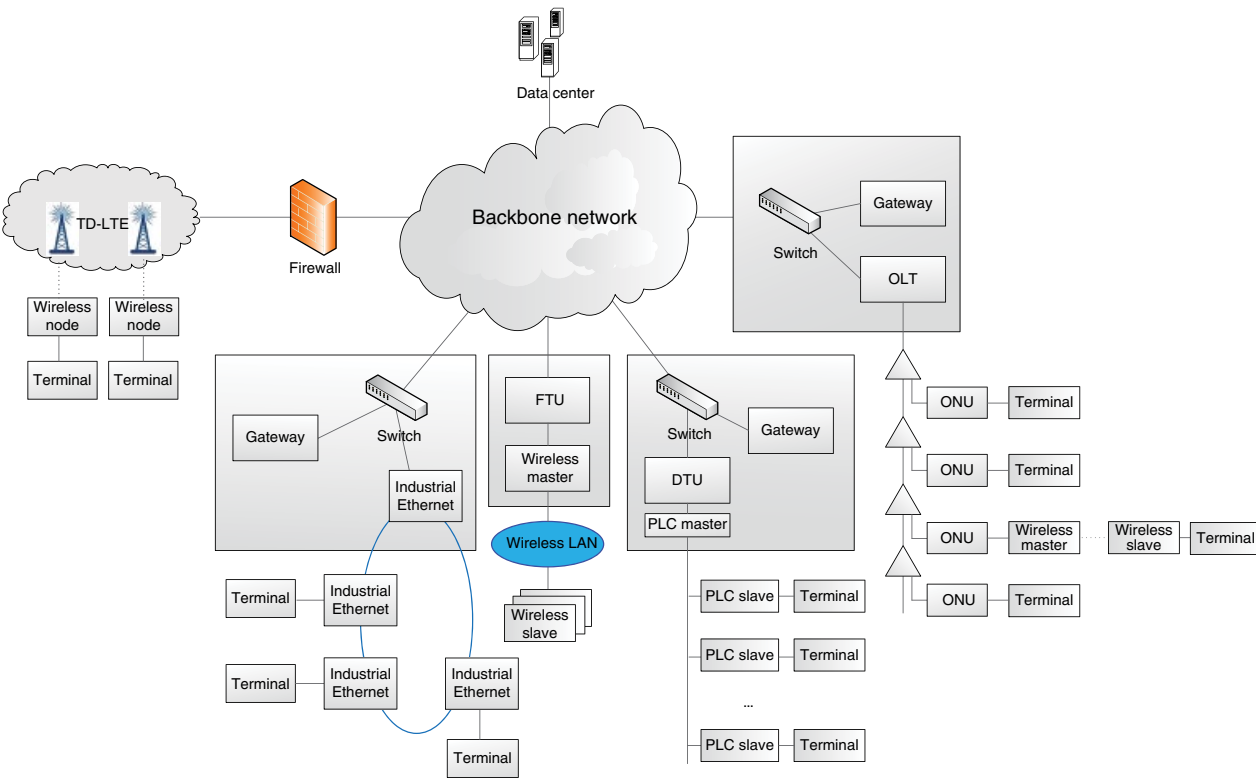 Data center
Backbone network
TD-LTE
Firewall
Wireless
node
Wireless
node
Terminal
Terminal
Switch
Gateway
OLT
ONU
Terminal
ONU
Terminal
ONU
Wireless
master
Wireless
slave
Terminal
ONU
Terminal
Gateway
Switch
Industrial
Ethernet
Terminal
Industrial
Ethernet
Terminal
Industrial
Ethernet
Industrial
Ethernet
Terminal
FTU
Wireless
master
Wireless LAN
Wireless
slave
Switch
Gateway
DTU
PLC master
PLC slave
Terminal
PLC slave
Terminal
...
PLC slave
Terminal